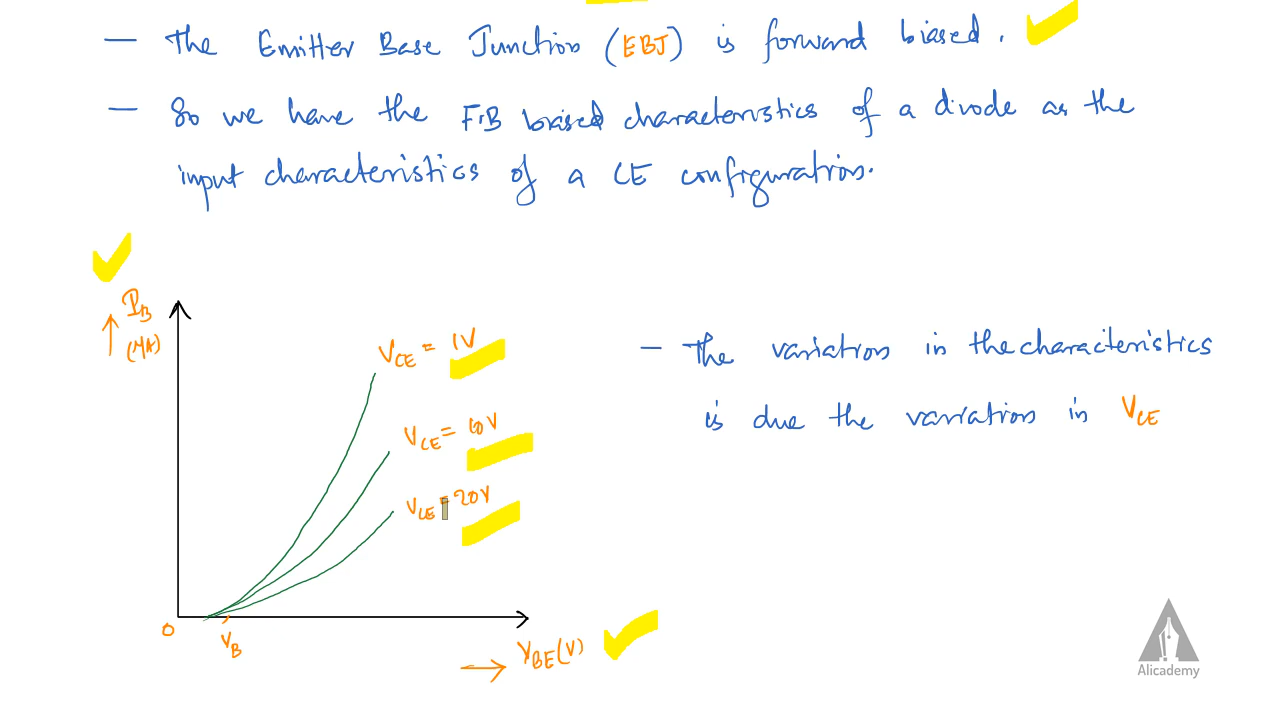 — The Emitter Base Junction (EBJ) is forward biased.
— So we have the F.B biased characteristics of a diode as the
input characteristics of a CE configuration.
IB
(MA)
VCE = 1V
VCE = 10V
VCE = 20V
— The variation in the characteristics
is due the variation in VCE
0
VB
VBE (V)
Alicademy